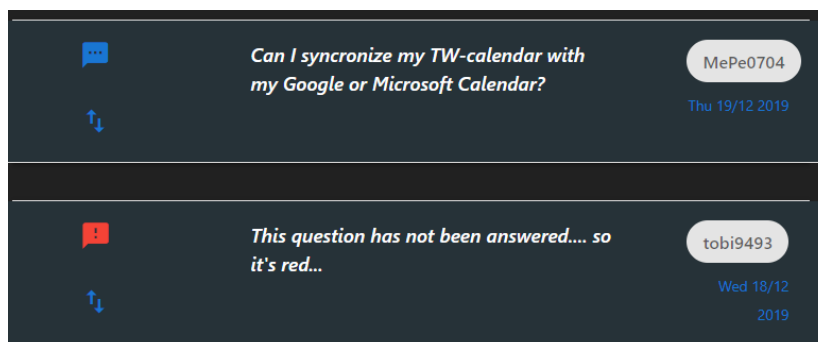 Can I syncronize my TW-calendar with
my Google or Microsoft Calendar?
MePe0704
Thu 19/12 2019
This question has not been answered.... so
it's red...
tobi9493
Wed 18/12
2019